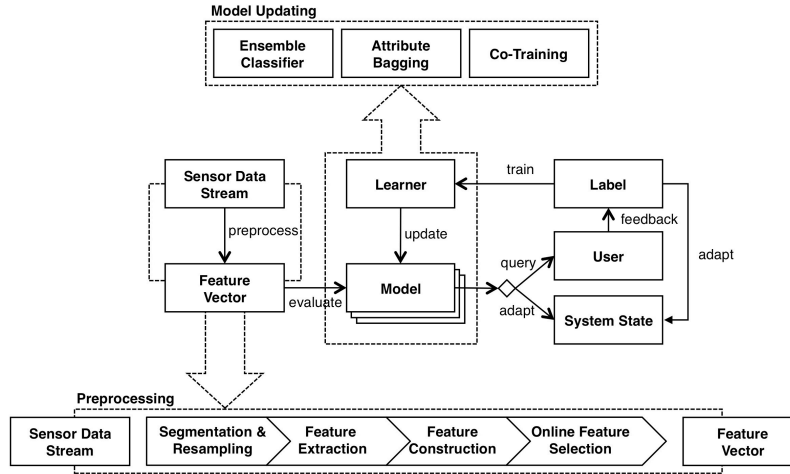 Model Updating
Ensemble
Classifier
Attribute
Bagging
Co-Training
Sensor Data
Stream
Learner
train
Label
preprocess
update
feedback
User
query
adapt
Feature
Vector
evaluate
Model
adapt
System State
Preprocessing
Sensor Data
Stream
Segmentation &
Resampling
Feature
Extraction
Feature
Construction
Online Feature
Selection
Feature
Vector